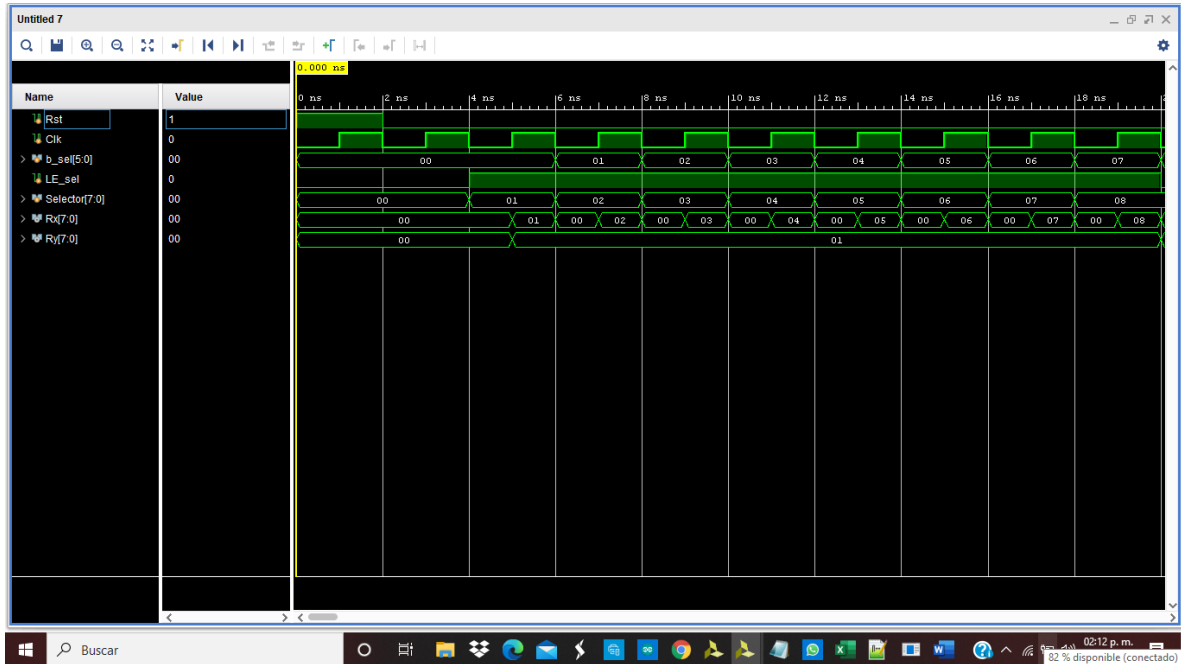 Untitled 7
0.000 ns
Name Value
0 ns 2 ns 4 ns 6 ns 8 ns 10 ns 12 ns 14 ns 16 ns 18 ns
Rst 1
Clk 0
b_sel[5:0] 00 00 01 02 03 04 05 06 07
LE_sel 0
Selector[7:0] 00 00 01 02 03 04 05 06 07 08
Rx[7:0] 00 00 01 00 02 00 03 00 04 00 05 00 06 00 07 00 08
Ry[7:0] 00 00 01
Buscar
02:12 p. m.
82 % disponible (conectado)